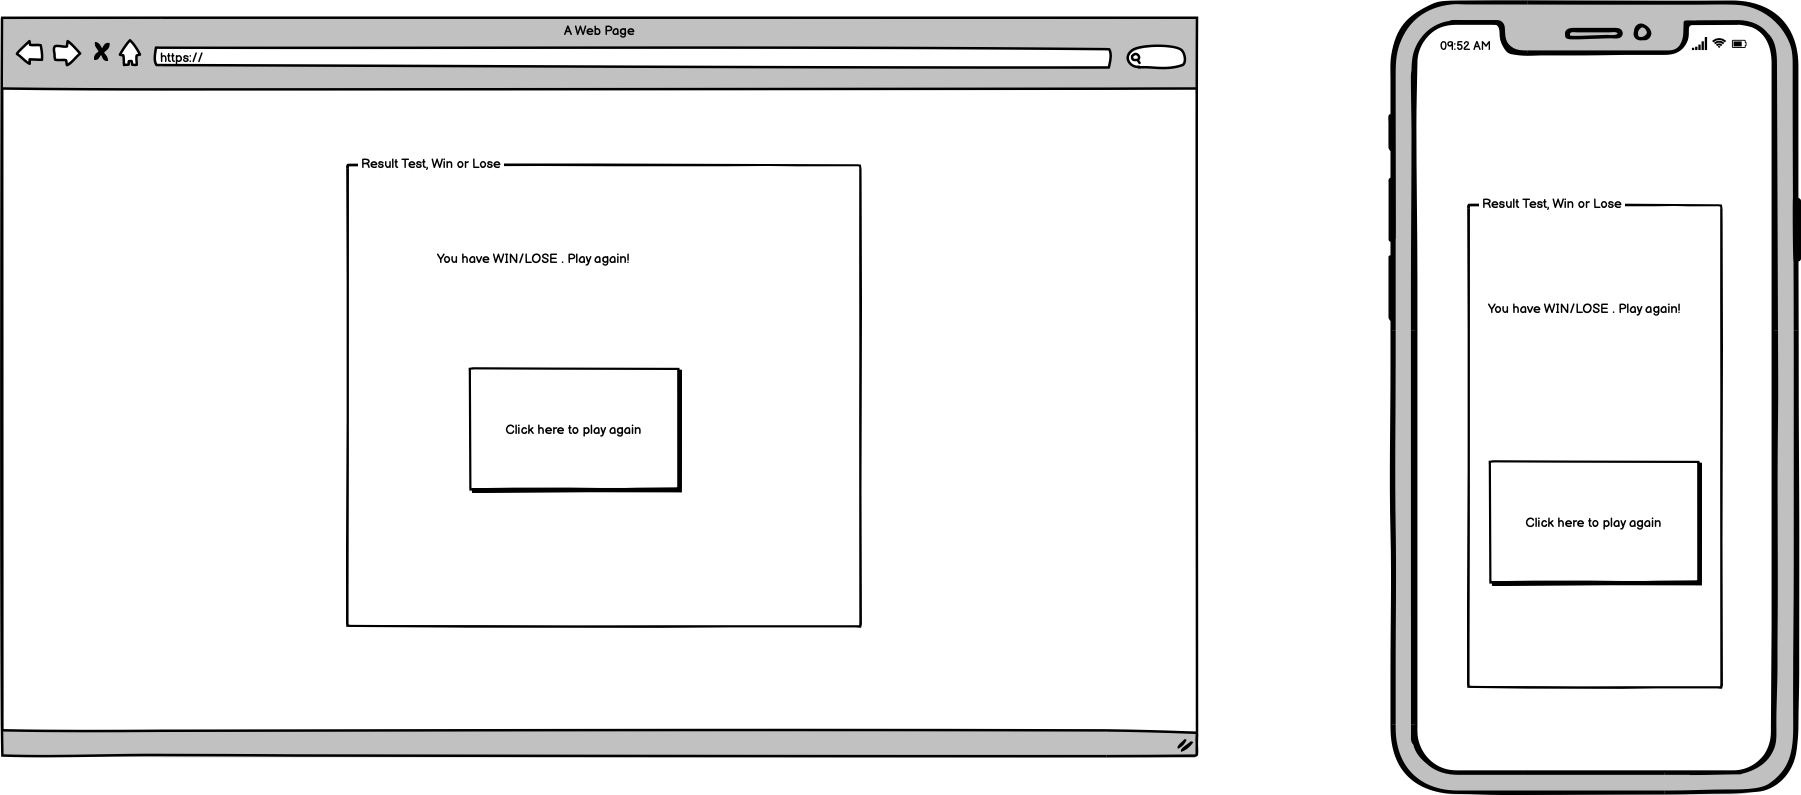 A Web Page
https://
Result Test, Win or Lose
You have WIN/LOSE . Play again!
Click here to play again
09:52 AM
Result Test, Win or Lose
You have WIN/LOSE . Play again!
Click here to play again